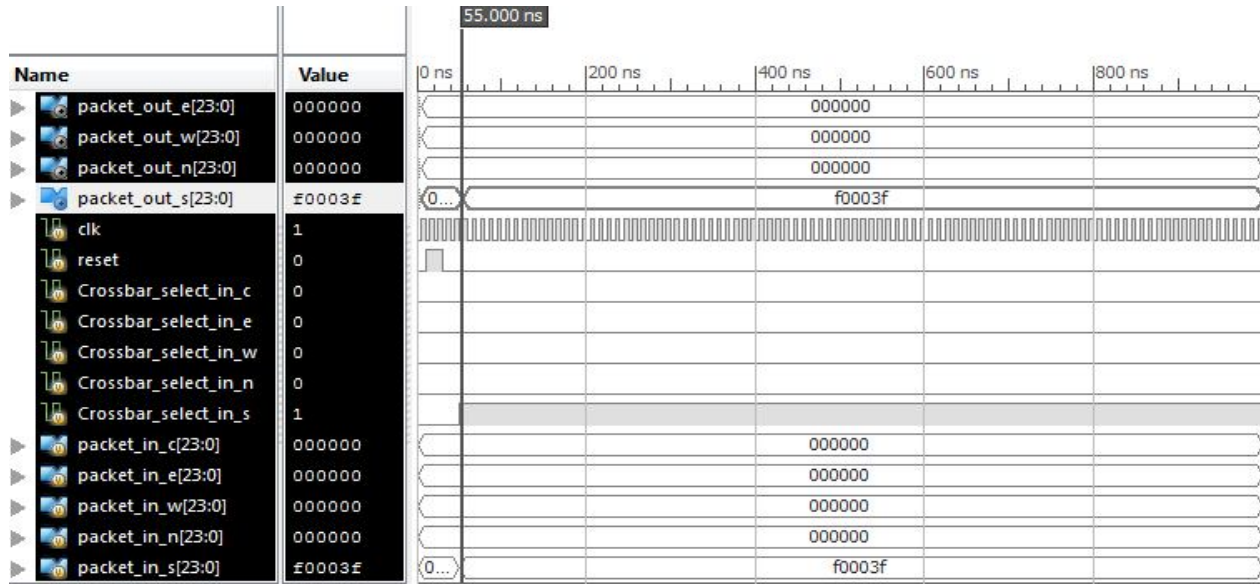 55.000 ns
Name Value 0 ns 200 ns 400 ns 600 ns 800 ns
packet_out_e[23:0] 000000 000000
packet_out_w[23:0] 000000 000000
packet_out_n[23:0] 000000 000000
packet_out_s[23:0] f0003f 0... f0003f
clk 1
reset 0
Crossbar_select_in_c 0
Crossbar_select_in_e 0
Crossbar_select_in_w 0
Crossbar_select_in_n 0
Crossbar_select_in_s 1
packet_in_c[23:0] 000000 000000
packet_in_e[23:0] 000000 000000
packet_in_w[23:0] 000000 000000
packet_in_n[23:0] 000000 000000
packet_in_s[23:0] f0003f 0... f0003f